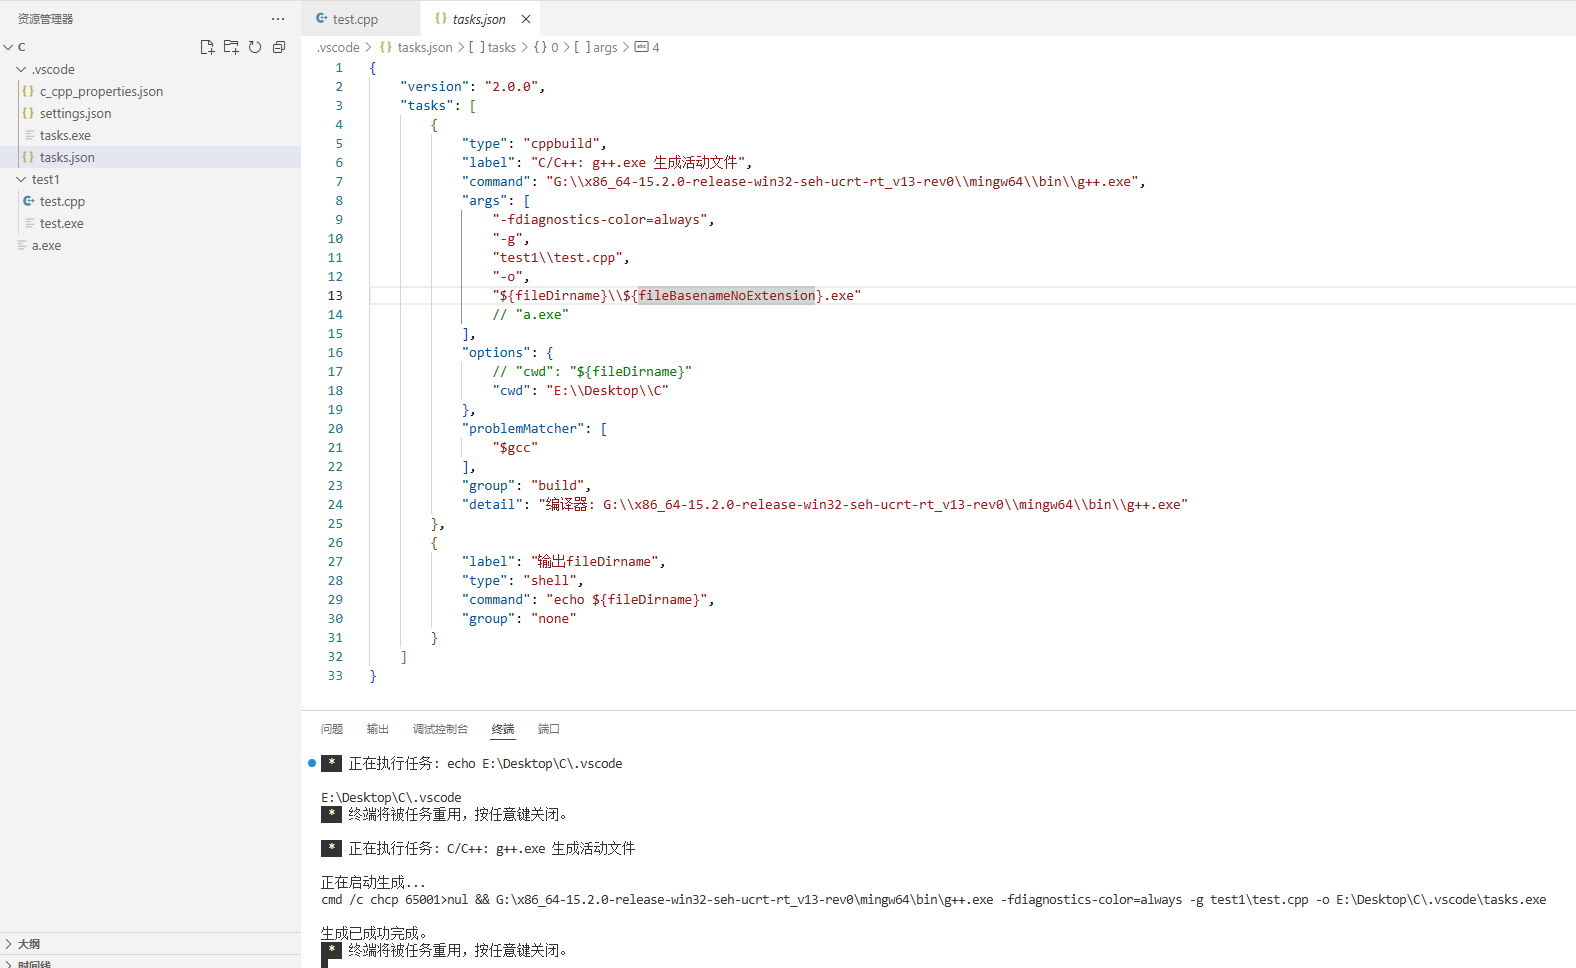 资源管理器
···
C
.vscode
{} c_cpp_properties.json
{} settings.json
tasks.exe
{} tasks.json
test1
test.cpp
test.exe
a.exe
大纲
时间线
test.cpp
{} tasks.json ×
.vscode > {} tasks.json > [ ] tasks > {} 0 > [ ] args > abc 4
1 {
2 "version": "2.0.0",
3 "tasks": [
4 {
5 "type": "cppbuild",
6 "label": "C/C++: g++.exe 生成活动文件",
7 "command": "G:\\x86_64-15.2.0-release-win32-seh-ucrt-rt_v13-rev0\\mingw64\\bin\\g++.exe",
8 "args": [
9 "-fdiagnostics-color=always",
10 "-g",
11 "test1\\test.cpp",
12 "-o",
13 "${fileDirname}\\${fileBasenameNoExtension}.exe"
14 // "a.exe"
15 ],
16 "options": {
17 // "cwd": "${fileDirname}"
18 "cwd": "E:\\Desktop\\C"
19 },
20 "problemMatcher": [
21 "$gcc"
22 ],
23 "group": "build",
24 "detail": "编译器: G:\\x86_64-15.2.0-release-win32-seh-ucrt-rt_v13-rev0\\mingw64\\bin\\g++.exe"
25 },
26 {
27 "label": "输出fileDirname",
28 "type": "shell",
29 "command": "echo ${fileDirname}",
30 "group": "none"
31 }
32 ]
33 }
问题 输出 调试控制台 终端 端口
* 正在执行任务: echo E:\Desktop\C\.vscode
E:\Desktop\C\.vscode
* 终端将被任务重用，按任意键关闭。
* 正在执行任务: C/C++: g++.exe 生成活动文件
正在启动生成...
cmd /c chcp 65001>nul && G:\x86_64-15.2.0-release-win32-seh-ucrt-rt_v13-rev0\mingw64\bin\g++.exe -fdiagnostics-color=always -g test1\test.cpp -o E:\Desktop\C\.vscode\tasks.exe
生成已成功完成。
* 终端将被任务重用，按任意键关闭。